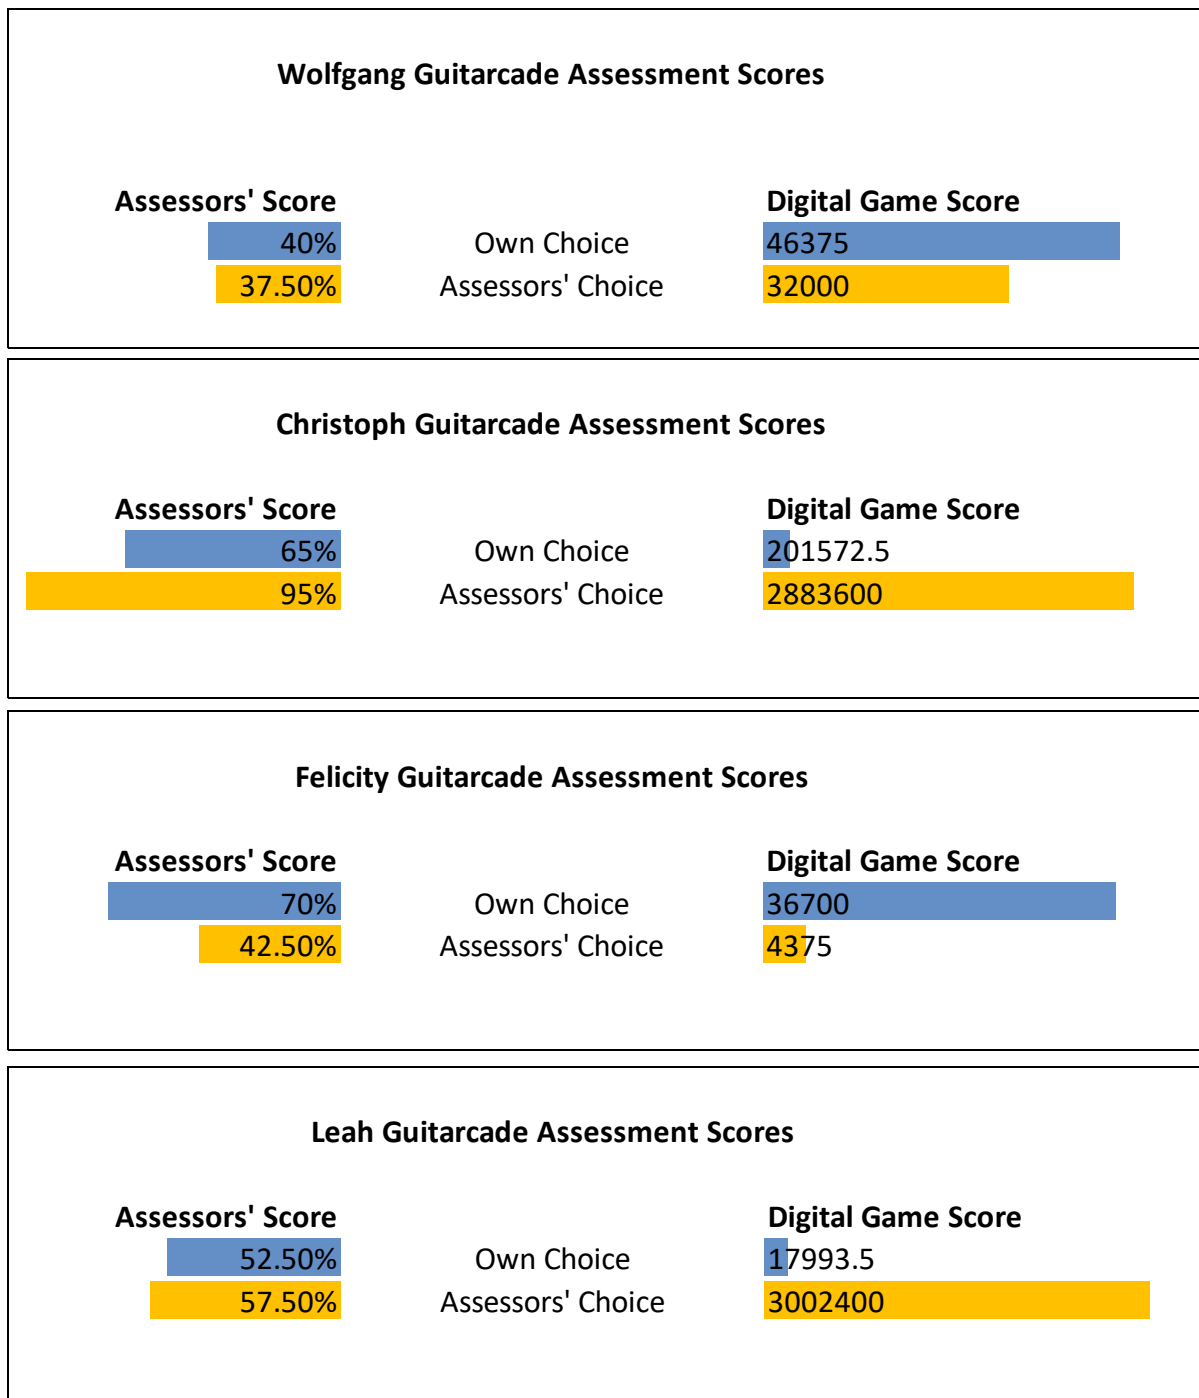 Wolfgang Guitarcade Assessment Scores
Assessors' Score Digital Game Score
40% Own Choice 46375
37.50% Assessors' Choice 32000
Christoph Guitarcade Assessment Scores
Assessors' Score Digital Game Score
65% Own Choice 201572.5
95% Assessors' Choice 2883600
Felicity Guitarcade Assessment Scores
Assessors' Score Digital Game Score
70% Own Choice 36700
42.50% Assessors' Choice 4375
Leah Guitarcade Assessment Scores
Assessors' Score Digital Game Score
52.50% Own Choice 17993.5
57.50% Assessors' Choice 3002400